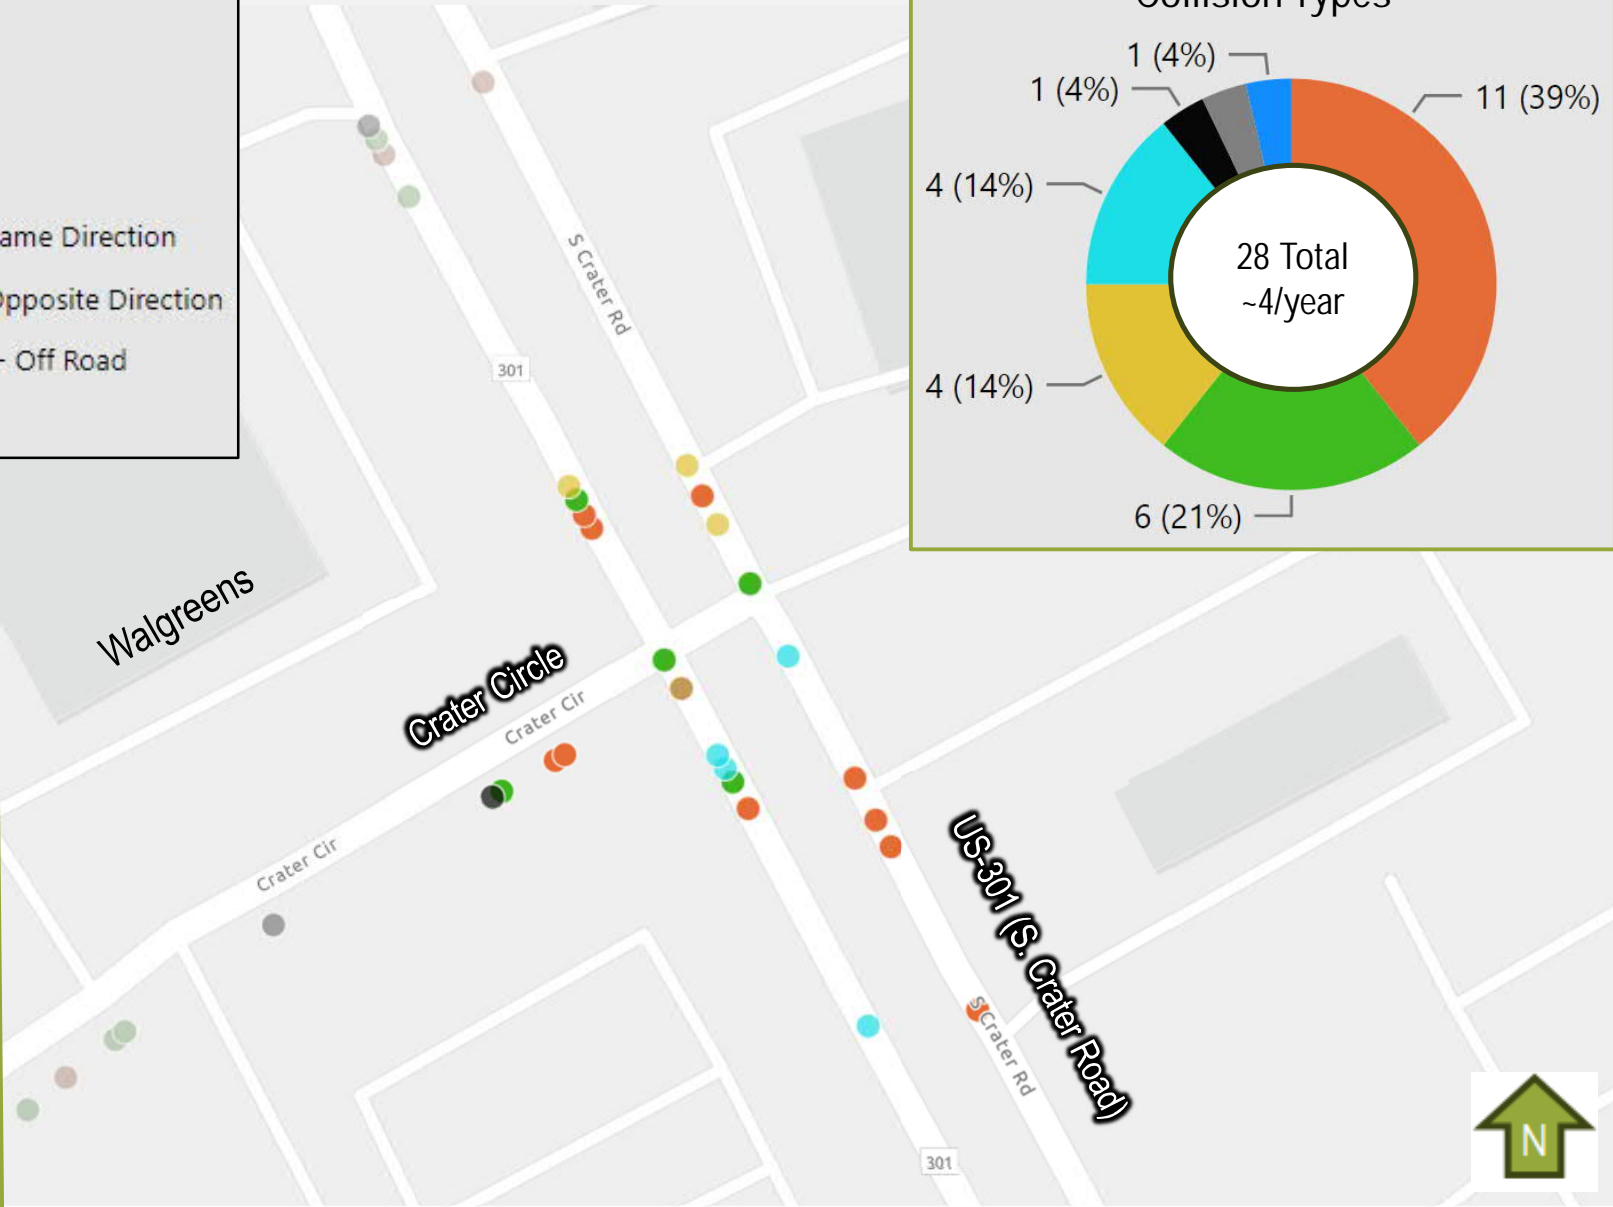 Collision Types
1 (4%)
1 (4%)
11 (39%)
4 (14%)
28 Total
~4/year
4 (14%)
6 (21%)
ame Direction
Opposite Direction
- Off Road
S Crater Rd
301
Walgreens
Crater Circle
Crater Cir
Crater Cir
US-301 (S. Crater Road)
S Crater Rd
301
N